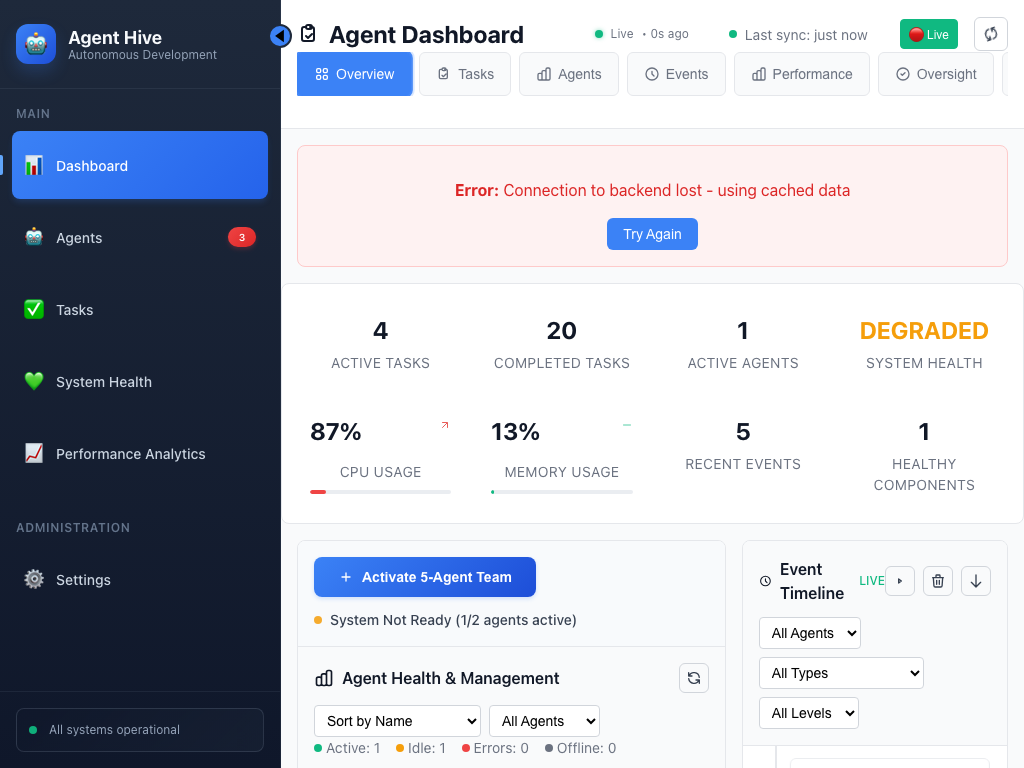 Agent Hive
Autonomous Development
MAIN
Dashboard
Agents
3
Tasks
System Health
Performance Analytics
ADMINISTRATION
Settings
All systems operational
Agent Dashboard
Live • 0s ago
Last sync: just now
Live
Overview
Tasks
Agents
Events
Performance
Oversight
Error: Connection to backend lost - using cached data
Try Again
4
ACTIVE TASKS
20
COMPLETED TASKS
1
ACTIVE AGENTS
DEGRADED
SYSTEM HEALTH
87%
CPU USAGE
13%
MEMORY USAGE
5
RECENT EVENTS
1
HEALTHY
COMPONENTS
+ Activate 5-Agent Team
System Not Ready (1/2 agents active)
Agent Health & Management
Sort by Name
All Agents
Active: 1
Idle: 1
Errors: 0
Offline: 0
Event
Timeline
LIVE
All Agents
All Types
All Levels